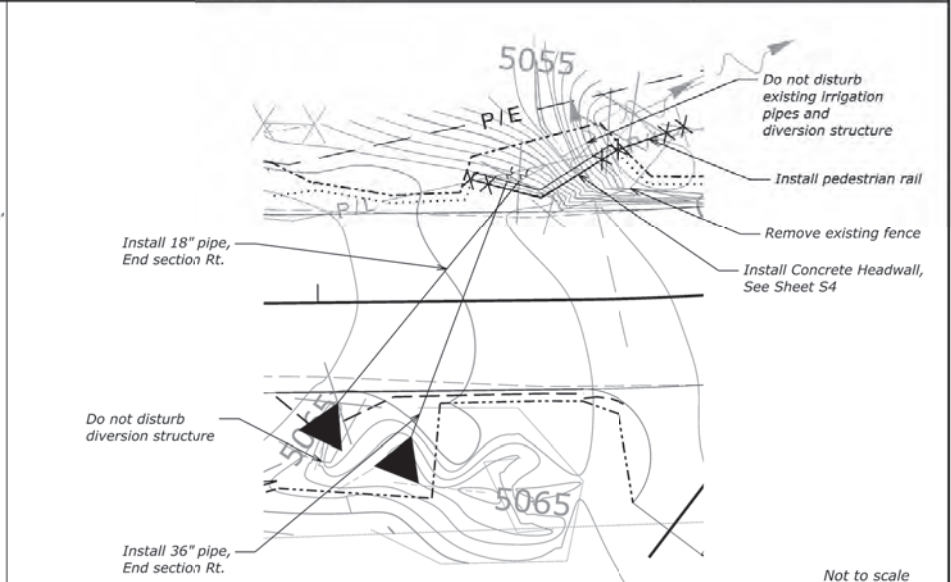 5055
Do not disturb
existing irrigation
pipes and
diversion structure
P/E
Install pedestrian rail
P/L
Remove existing fence
Install 18" pipe,
End section Rt.
Install Concrete Headwall,
See Sheet S4
Do not disturb
diversion structure
5065
5065
Install 36" pipe,
End section Rt.
Not to scale